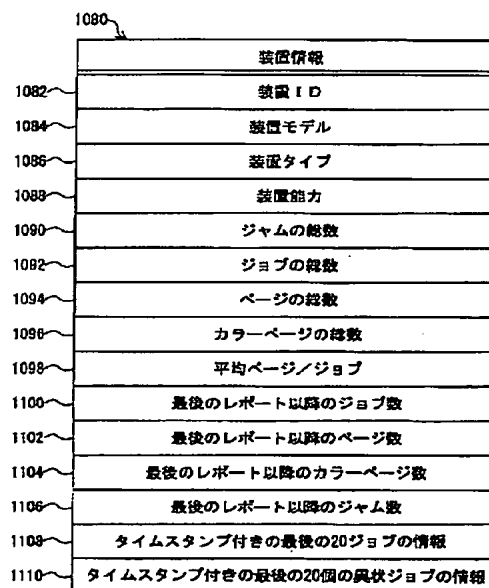 1080
装置情報
1082 装置ID
1084 装置モデル
1086 装置タイプ
1088 装置能力
1090 ジャムの総数
1092 ジョブの総数
1094 ページの総数
1096 カラーページの総数
1098 平均ページ／ジョブ
1100 最後のレポート以降のジョブ数
1102 最後のレポート以降のページ数
1104 最後のレポート以降のカラーページ数
1106 最後のレポート以降のジャム数
1108 タイムスタンプ付きの最後の20ジョブの情報
1110 タイムスタンプ付きの最後の20個の異状ジョブの情報